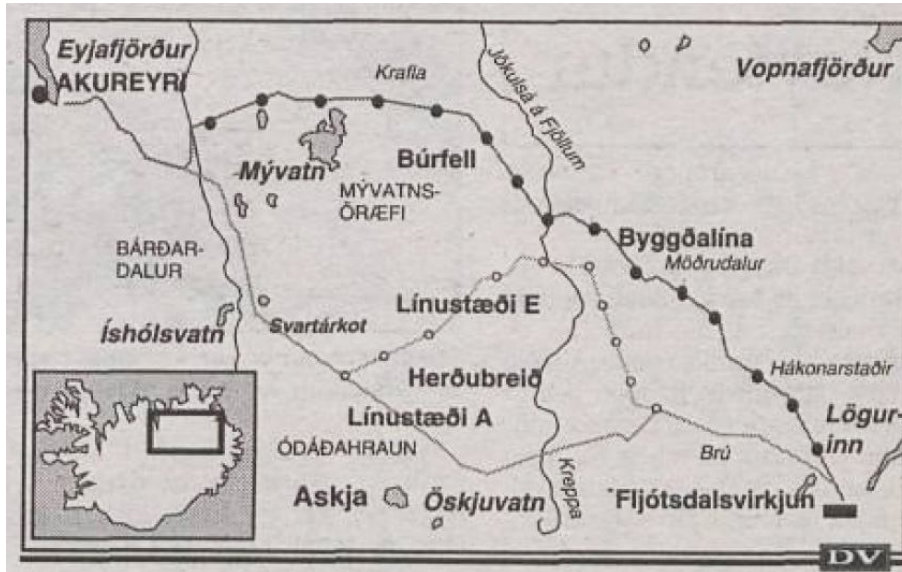 Eyjafjörður
AKUREYRI
Krafla
Jökulsá á Fjöllum
Vopnafjörður
Mývatn
Búrfell
MÝVATNS-
ÖRÆFI
BÁRÐAR-
DALUR
Byggðalína
Möðrudalur
Línustæði E
Íshólsvatn
Svartárkot
Herðubreið
Hákonarstaðir
Línustæði A
Lögur-
inn
ÓDÁÐAHRAUN
Brú
Kreppa
Askja
Öskjuvatn
Fljótsdalsvirkjun
DV